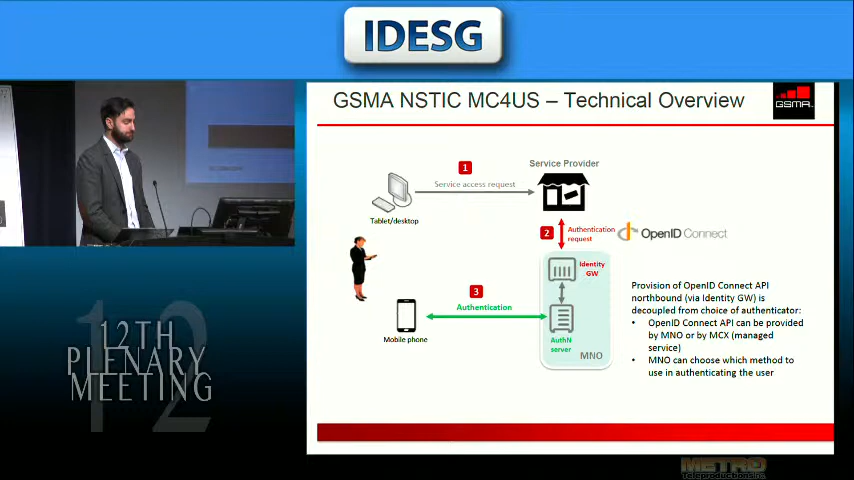 IDESG
GSMA NSTIC MC4US – Technical Overview
GSMA
1
Service Provider
Service access request
Tablet/desktop
2
Authentication
request
OpenID Connect
Identity
GW
3
Authentication
Mobile phone
AuthN
server
MNO
Provision of OpenID Connect API
northbound (via Identity GW) is
decoupled from choice of authenticator:
• OpenID Connect API can be provided
by MNO or by MCX (managed
service)
• MNO can choose which method to
use in authenticating the user
12
12TH
PLENARY
MEETING
METRO
Teleproductions